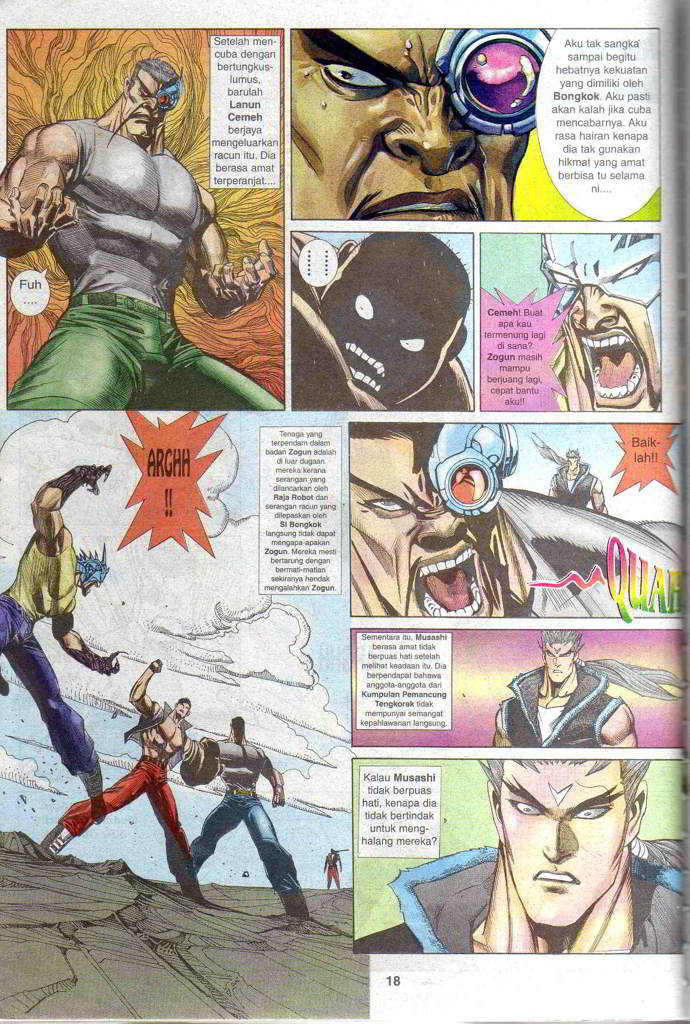 Setelah men-
cuba dengan
bertungkus-
lumus,
barulah
Lanun
Cemeh
berjaya
mengeluarkan
racun itu. Dia
berasa amat
terperanjat....
Fuh
....
Aku tak sangka
sampai begitu
hebatnya kekuatan
yang dimiliki oleh
Bongkok. Aku pasti
akan kalah jika cuba
mencabarnya. Aku
rasa hairan kenapa
dia tak gunakan
hikmat yang amat
berbisa tu selama
ni....
Cemeh! Buat
apa kau
termenung lagi
di sana?
Zogun masih
mampu
berjuang lagi,
cepat bantu
aku!!
ARGHH
!!
Tenaga yang
terpendam dalam
badan Zogun adalah
di luar dugaan
mereka kerana
serangan yang
dilancarkan oleh
Raja Robot dan
serangan racun yang
dilepaskan oleh
Si Bongkok
langsung tidak dapat
mengapa-apakan
Zogun. Mereka mesti
bertarung dengan
bermati-matian
sekiranya hendak
mengalahkan Zogun.
Baik-
lah!!
QUAH
Sementara itu, Musashi
berasa amat tidak
berpuas hati setelah
melihat keadaan itu. Dia
berpendapat bahawa
anggota-anggota dari
Kumpulan Pemancung
Tengkorak tidak
mempunyai semangat
kepahlawanan langsung.
Kalau Musashi
tidak berpuas
hati, kenapa dia
tidak bertindak
untuk meng-
halang mereka?
18